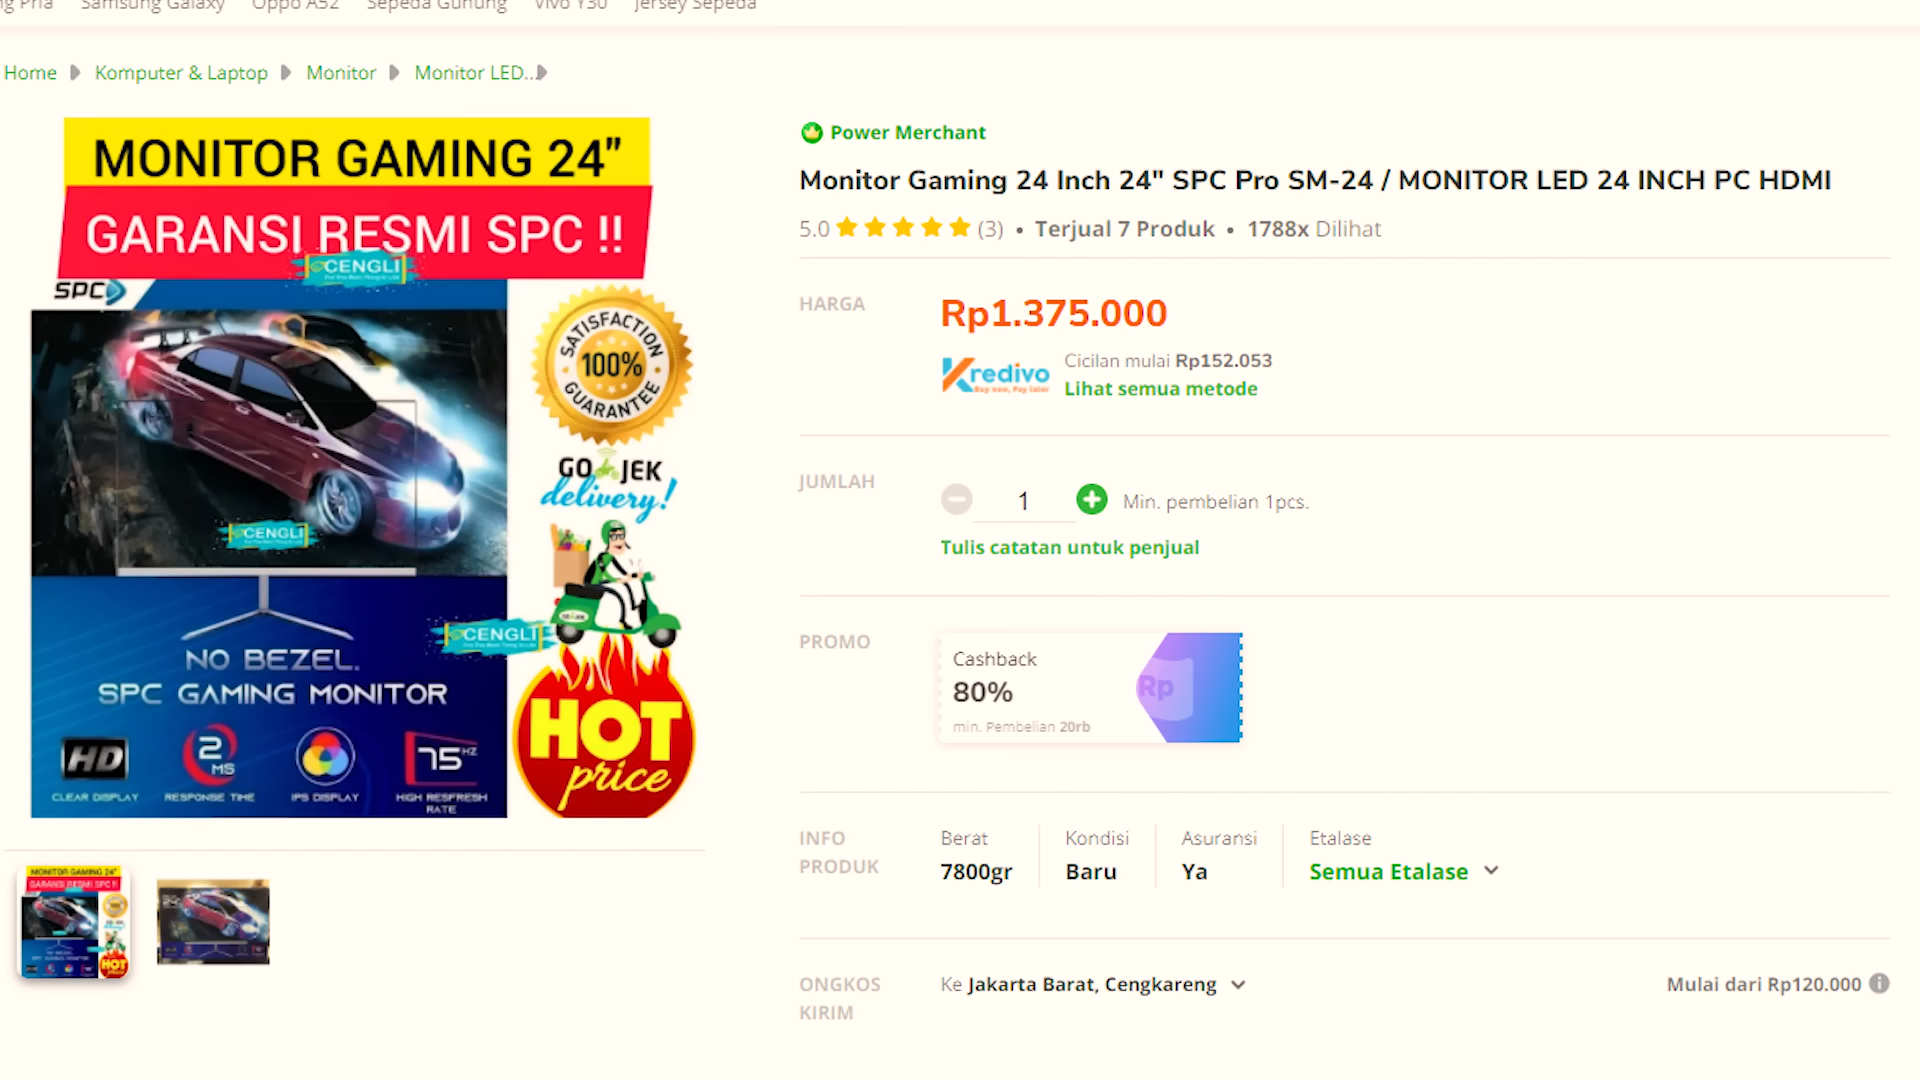 Samsung Galaxy Oppo A52 Sepeda Gunung Vivo Y30 Jersey Sepeda
Home Komputer & Laptop Monitor Monitor LED...
MONITOR GAMING 24"
GARANSI RESMI SPC !!
CENGLI
SPC
SATISFACTION
100%
GUARANTEE
GO JEK
delivery!
CENGLI
CENGLI
NO BEZEL.
SPC GAMING MONITOR
HD
CLEAR DISPLAY
2 MS
RESPONSE TIME
IPS DISPLAY
75 HZ
HIGH RESFRESH
RATE
HOT
price
Power Merchant
Monitor Gaming 24 Inch 24" SPC Pro SM-24 / MONITOR LED 24 INCH PC HDMI
5.0 (3) • Terjual 7 Produk • 1788x Dilihat
HARGA
Rp1.375.000
Kredivo
Buy now, Pay later
Cicilan mulai Rp152.053
Lihat semua metode
JUMLAH
1
Min. pembelian 1pcs.
Tulis catatan untuk penjual
PROMO
Cashback
80%
min. Pembelian 20rb
Rp
INFO
PRODUK
Berat
7800gr
Kondisi
Baru
Asuransi
Ya
Etalase
Semua Etalase
ONGKOS
KIRIM
Ke Jakarta Barat, Cengkareng
Mulai dari Rp120.000